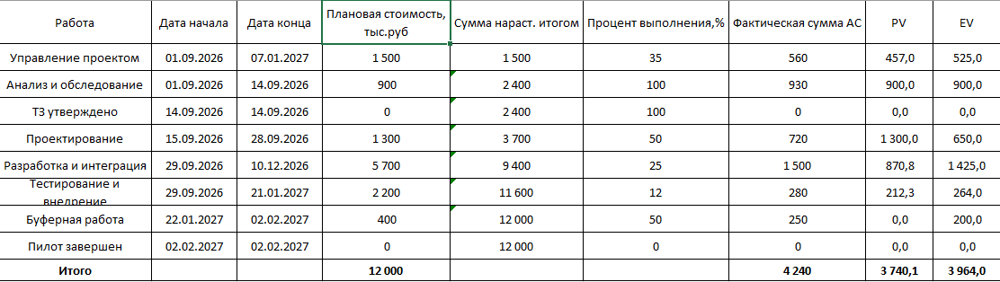 Работа Дата начала Дата конца Плановая стоимость, тыс.руб Сумма нараст. итогом Процент выполнения,% Фактическая сумма АС PV EV
Управление проектом 01.09.2026 07.01.2027 1 500 1 500 35 560 457,0 525,0
Анализ и обследование 01.09.2026 14.09.2026 900 2 400 100 930 900,0 900,0
ТЗ утверждено 14.09.2026 14.09.2026 0 2 400 100 0 0,0 0,0
Проектирование 15.09.2026 28.09.2026 1 300 3 700 50 720 1 300,0 650,0
Разработка и интеграция 29.09.2026 10.12.2026 5 700 9 400 25 1 500 870,8 1 425,0
Тестирование и внедрение 29.09.2026 21.01.2027 2 200 11 600 12 280 212,3 264,0
Буферная работа 22.01.2027 02.02.2027 400 12 000 50 250 0,0 200,0
Пилот завершен 02.02.2027 02.02.2027 0 12 000 0 0 0,0 0,0
Итого 12 000 4 240 3 740,1 3 964,0